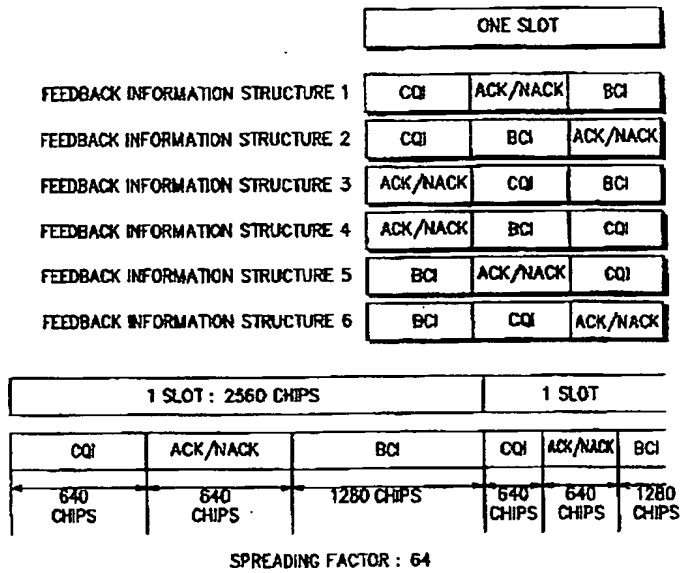 ONE SLOT
FEEDBACK INFORMATION STRUCTURE 1 CQI ACK/NACK BCI
FEEDBACK INFORMATION STRUCTURE 2 CQI BCI ACK/NACK
FEEDBACK INFORMATION STRUCTURE 3 ACK/NACK CQI BCI
FEEDBACK INFORMATION STRUCTURE 4 ACK/NACK BCI CQI
FEEDBACK INFORMATION STRUCTURE 5 BCI ACK/NACK CQI
FEEDBACK INFORMATION STRUCTURE 6 BCI CQI ACK/NACK
1 SLOT : 2560 CHIPS 1 SLOT
CQI ACK/NACK BCI CQI ACK/NACK BCI
640 640 1280 CHIPS 640 640 1280
CHIPS CHIPS CHIPS CHIPS CHIPS
SPREADING FACTOR : 64